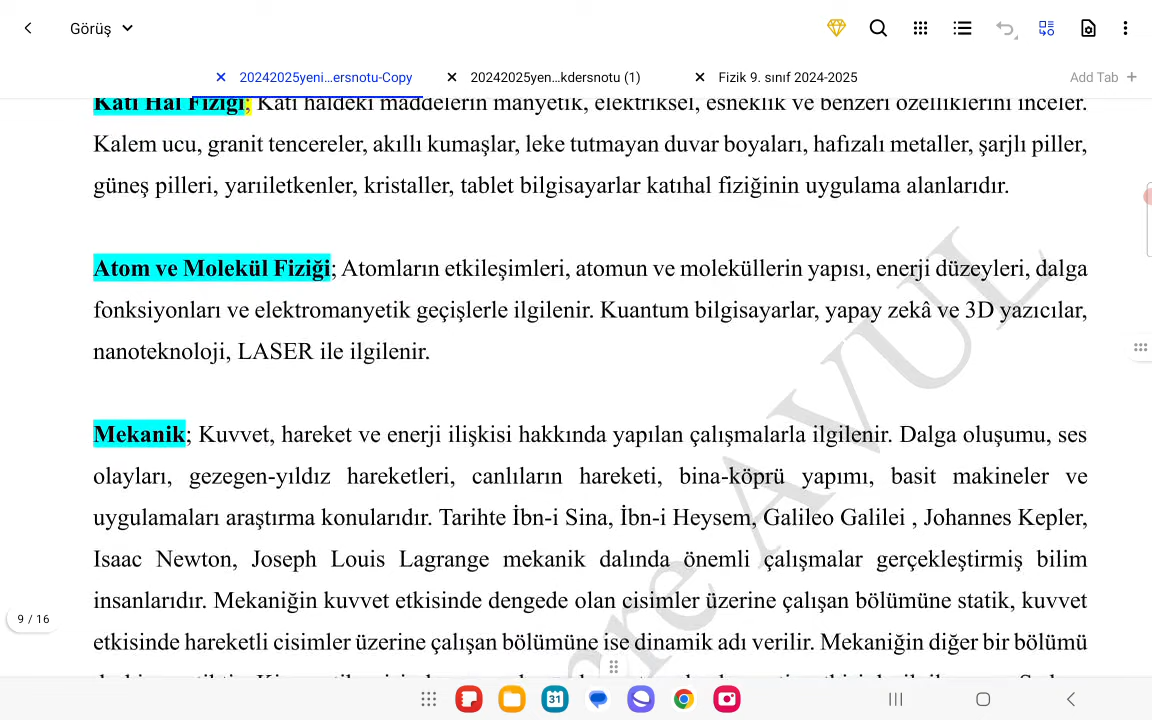 Görüş
20242025yeni...ersnotu-Copy
20242025yen...kdersnotu (1)
Fizik 9. sınıf 2024-2025
Add Tab +
Katı Hal Fiziği; Katı haldeki maddelerin manyetik, elektriksel, esneklik ve benzeri özelliklerini inceler.
Kalem ucu, granit tencereler, akıllı kumaşlar, leke tutmayan duvar boyaları, hafızalı metaller, şarjlı piller,
güneş pilleri, yarıiletkenler, kristaller, tablet bilgisayarlar katıhal fiziğinin uygulama alanlarıdır.
Atom ve Molekül Fiziği; Atomların etkileşimleri, atomun ve moleküllerin yapısı, enerji düzeyleri, dalga
fonksiyonları ve elektromanyetik geçişlerle ilgilenir. Kuantum bilgisayarlar, yapay zekâ ve 3D yazıcılar,
nanoteknoloji, LASER ile ilgilenir.
Mekanik; Kuvvet, hareket ve enerji ilişkisi hakkında yapılan çalışmalarla ilgilenir. Dalga oluşumu, ses
olayları, gezegen-yıldız hareketleri, canlıların hareketi, bina-köprü yapımı, basit makineler ve
uygulamaları araştırma konularıdır. Tarihte İbn-i Sina, İbn-i Heysem, Galileo Galilei , Johannes Kepler,
Isaac Newton, Joseph Louis Lagrange mekanik dalında önemli çalışmalar gerçekleştirmiş bilim
insanlarıdır. Mekaniğin kuvvet etkisinde dengede olan cisimler üzerine çalışan bölümüne statik, kuvvet
etkisinde hareketli cisimler üzerine çalışan bölümüne ise dinamik adı verilir. Mekaniğin diğer bir bölümü
9 / 16
AVUL
31